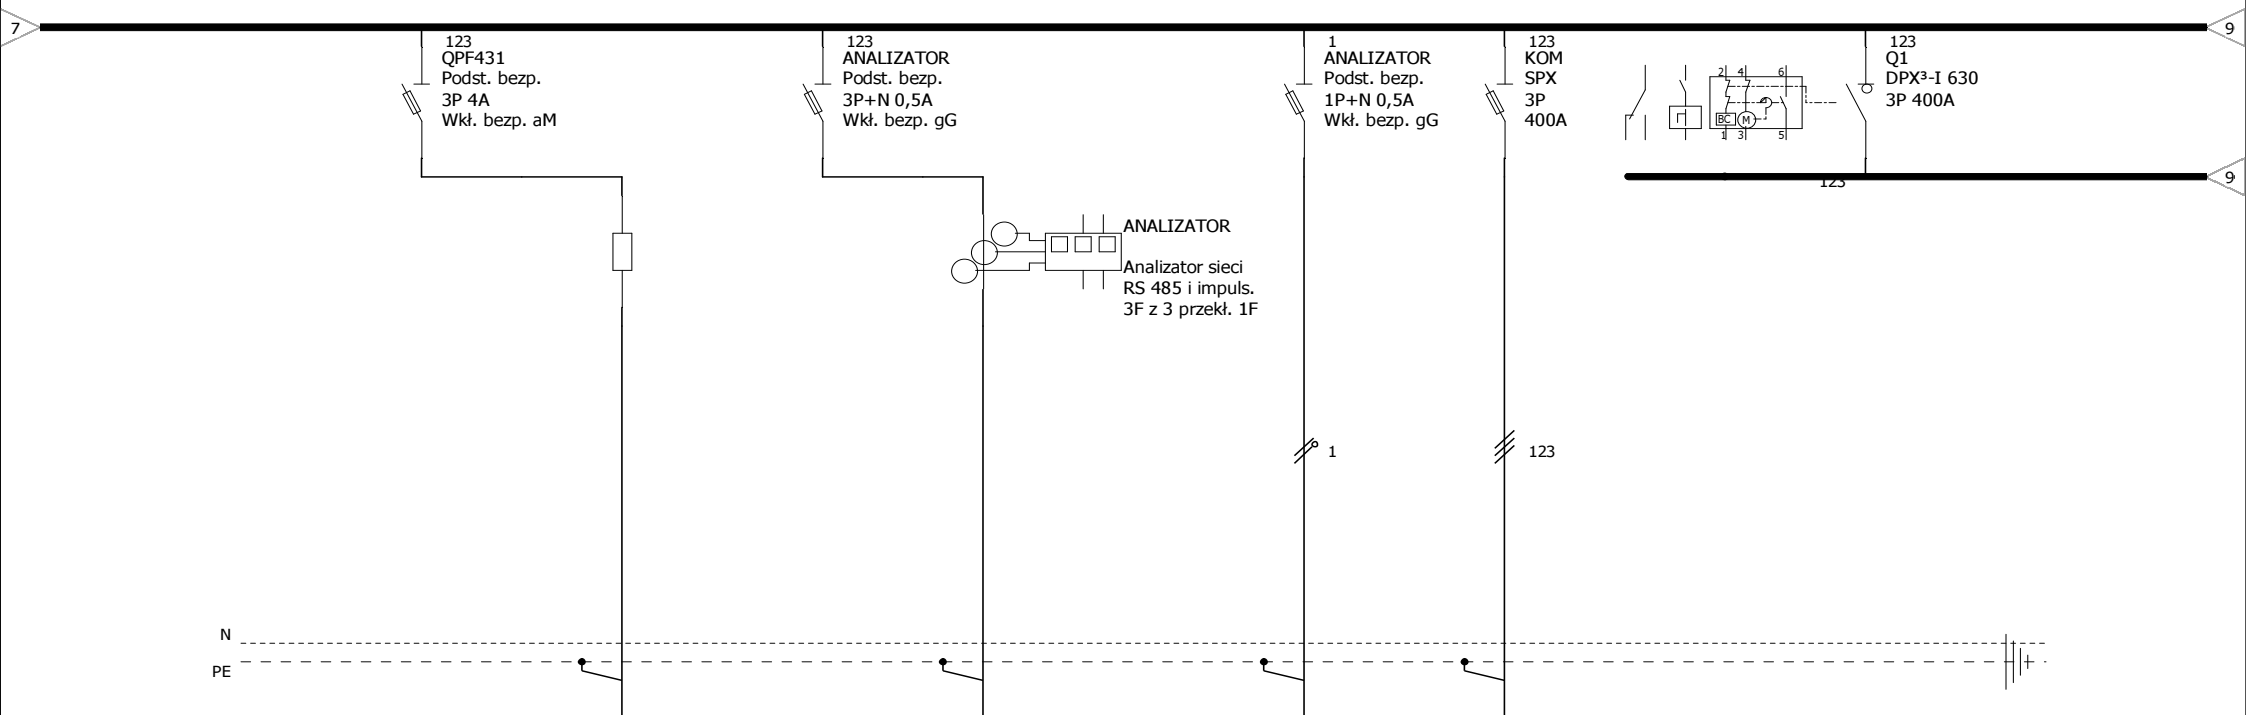 7
9
123
QPF431
Podst. bezp.
3P 4A
Wkł. bezp. aM
123
ANALIZATOR
Podst. bezp.
3P+N 0,5A
Wkł. bezp. gG
1
ANALIZATOR
Podst. bezp.
1P+N 0,5A
Wkł. bezp. gG
123
KOM
SPX
3P
400A
2 4 6
BC M
1 3 5
123
Q1
DPX³-I 630
3P 400A
9
123
ANALIZATOR
Analizator sieci
RS 485 i impuls.
3F z 3 przekł. 1F
1
123
N
PE